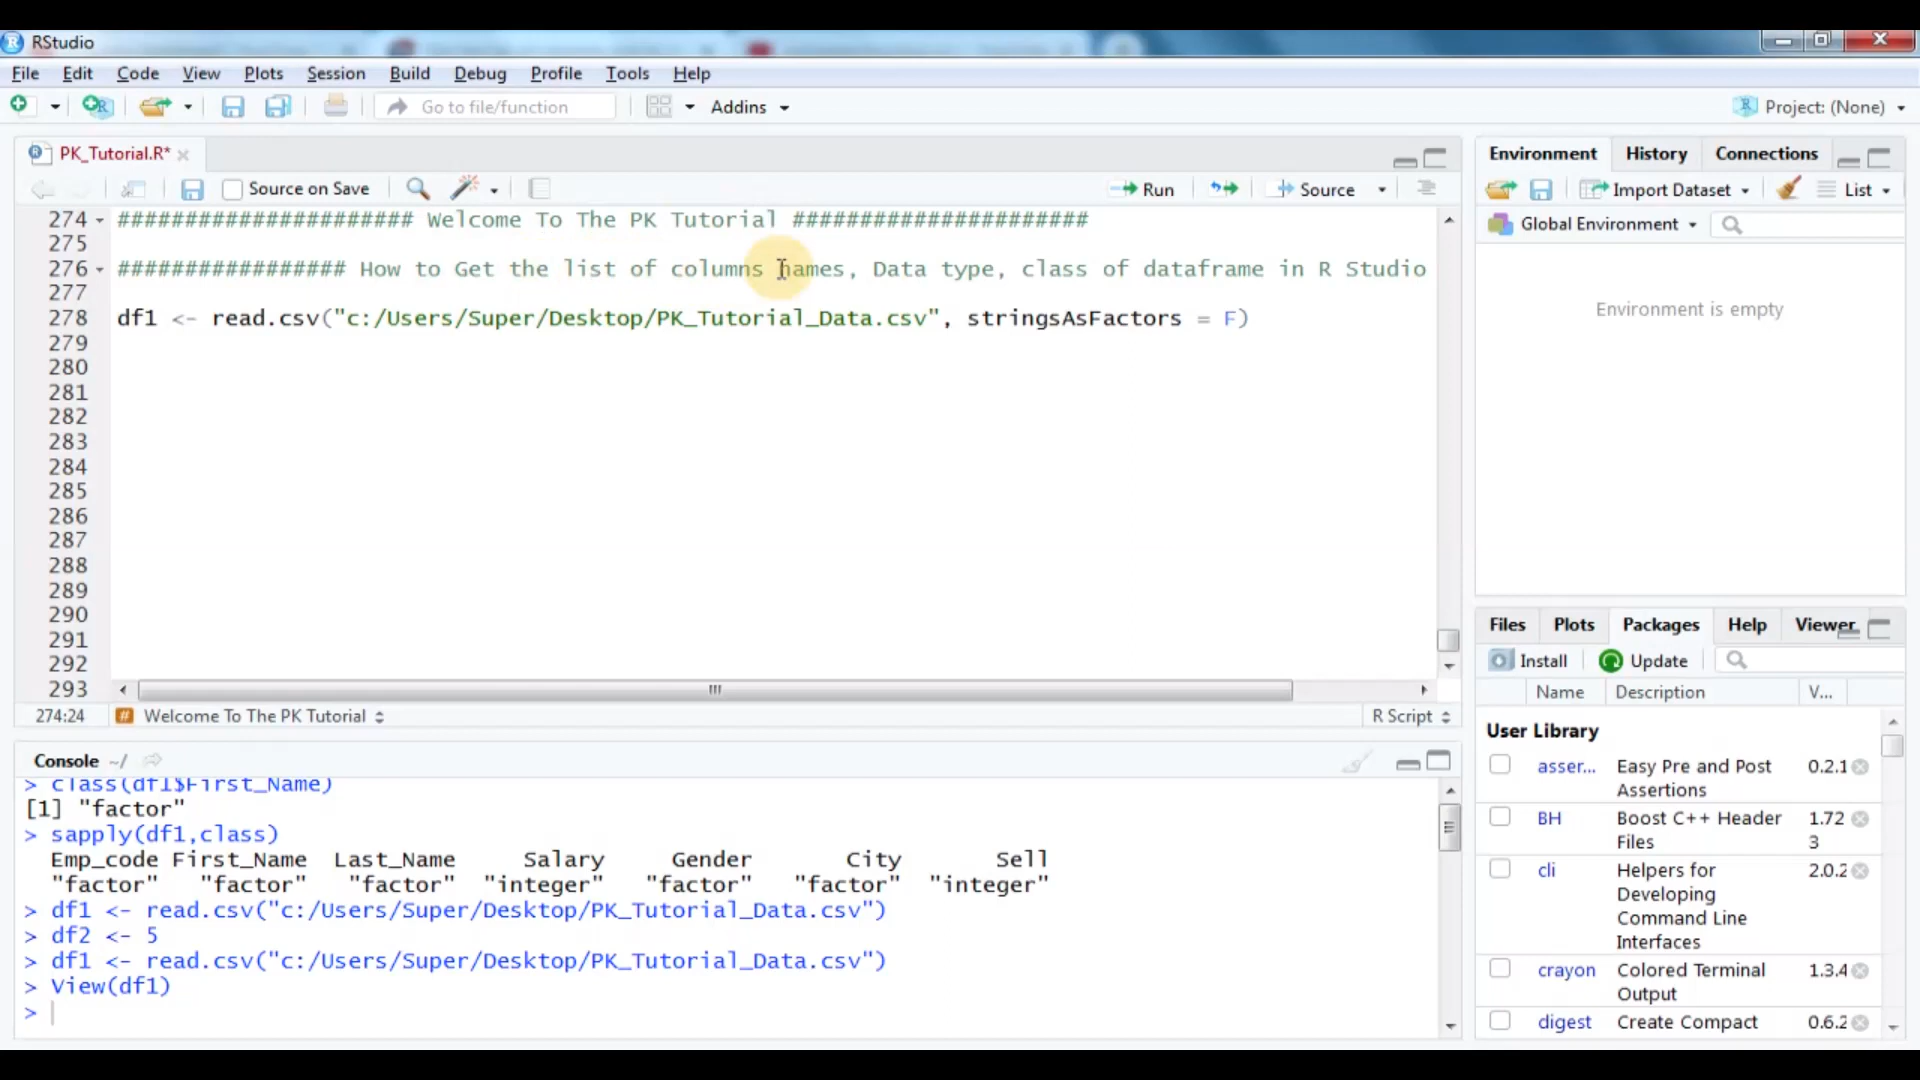 RStudio
File Edit Code View Plots Session Build Debug Profile Tools Help
Go to file/function Addins Project: (None)
PK_Tutorial.R*
Source on Save Run Source
274 ###################### Welcome To The PK Tutorial ######################
275
276 ################# How to Get the list of columns names, Data type, class of dataframe in R Studio
277
278 df1 <- read.csv("c:/Users/Super/Desktop/PK_Tutorial_Data.csv", stringsAsFactors = F)
279
280
281
282
283
284
285
286
287
288
289
290
291
292
293
274:24 Welcome To The PK Tutorial R Script
Console ~/
> class(df1$First_Name)
[1] "factor"
> sapply(df1,class)
Emp_code First_Name Last_Name Salary Gender City Sell
"factor" "factor" "factor" "integer" "factor" "factor" "integer"
> df1 <- read.csv("c:/Users/Super/Desktop/PK_Tutorial_Data.csv")
> df2 <- 5
> df1 <- read.csv("c:/Users/Super/Desktop/PK_Tutorial_Data.csv")
> View(df1)
>
Environment History Connections
Import Dataset List
Global Environment
Environment is empty
Files Plots Packages Help Viewer
Install Update
Name Description V...
User Library
asser... Easy Pre and Post Assertions 0.2.1
BH Boost C++ Header Files 1.72 3
cli Helpers for Developing Command Line Interfaces 2.0.2
crayon Colored Terminal Output 1.3.4
digest Create Compact 0.6.2